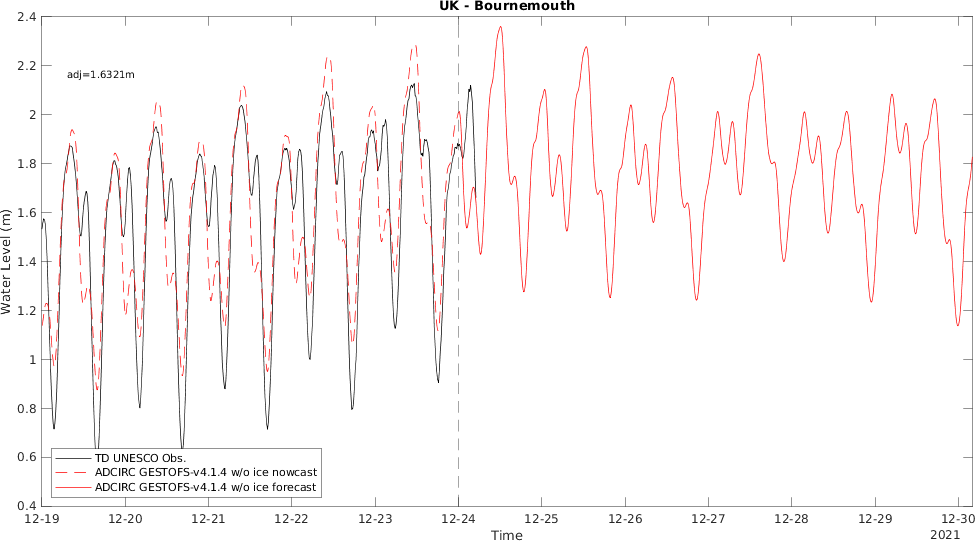 UK - Bournemouth
2.4
2.2
2
1.8
1.6
1.4
1.2
1
0.8
0.6
0.4
Water Level (m)
adj=1.6321m
TD UNESCO Obs.
ADCIRC GESTOFS-v4.1.4 w/o ice nowcast
ADCIRC GESTOFS-v4.1.4 w/o ice forecast
12-19 12-20 12-21 12-22 12-23 12-24 12-25 12-26 12-27 12-28 12-29 12-30
Time
2021